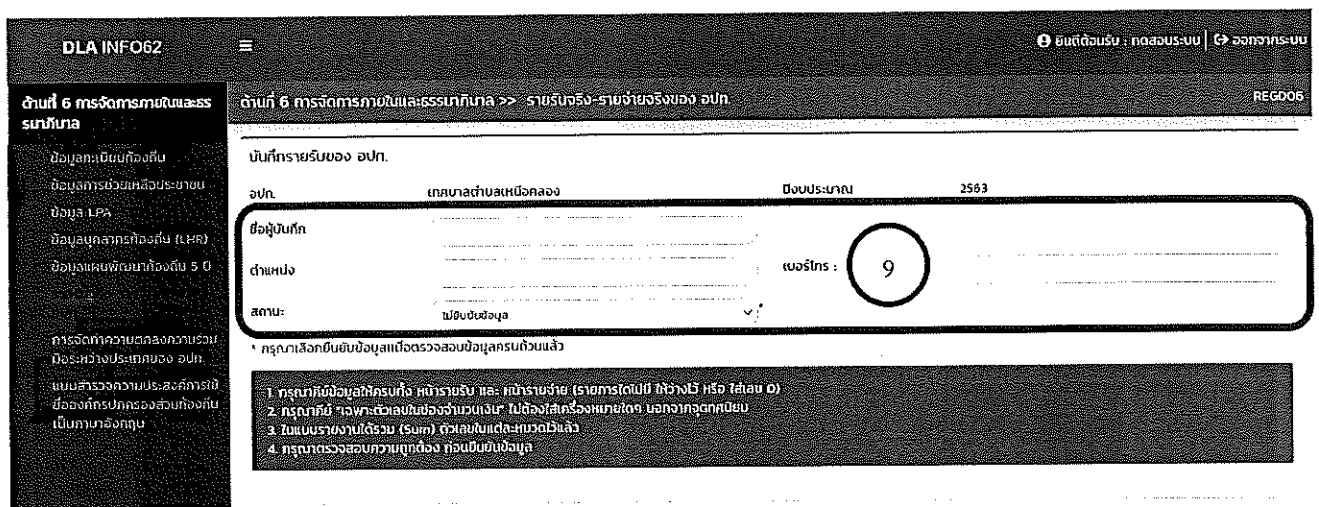 DLA INFO62
ยินดีต้อนรับ : ทดสอบระบบ | ออกจากระบบ
ด้านที่ 6 การจัดการภายในและธรรมาภิบาล
ด้านที่ 6 การจัดการภายในและธรรมาภิบาล >> รายรับจริง-รายจ่ายจริงของ อปท.
REGD06
ข้อมูลทะเบียนท้องถิ่น
ข้อมูลการช่วยเหลือประชาชน
ข้อมูล LPA
ข้อมูลบุคลากรท้องถิ่น (LHR)
ข้อมูลแผนพัฒนาท้องถิ่น 5 ปี
การจัดทำความตกลงความร่วมมือระหว่างประเทศของ อปท.
แบบสำรวจความประสงค์การใช้ชื่อองค์กรปกครองส่วนท้องถิ่นเป็นภาษาอังกฤษ
บันทึกรายรับของ อปท.
อปท. เทศบาลตำบลเหนือคลอง ปีงบประมาณ 2563
ชื่อผู้บันทึก
ตำแหน่ง เบอร์โทร : 9
สถานะ ไม่ยืนยันข้อมูล
* กรุณาเลือกยืนยันข้อมูลเมื่อตรวจสอบข้อมูลครบถ้วนแล้ว
1. กรุณาคีย์ข้อมูลให้ครบทั้ง หน้ารายรับ และ หน้ารายจ่าย (รายการใดไม่มี ให้ว่างไว้ หรือ ใส่เลข 0)
2. กรุณาคีย์ "เฉพาะตัวเลขในช่องจำนวนเงิน" ไม่ต้องใส่เครื่องหมายใดๆ นอกจากจุดทศนิยม
3. ในแบบรายงานได้รวม (Sum) ตัวเลขในแต่ละหมวดไว้แล้ว
4. กรุณาตรวจสอบความถูกต้อง ก่อนยืนยันข้อมูล